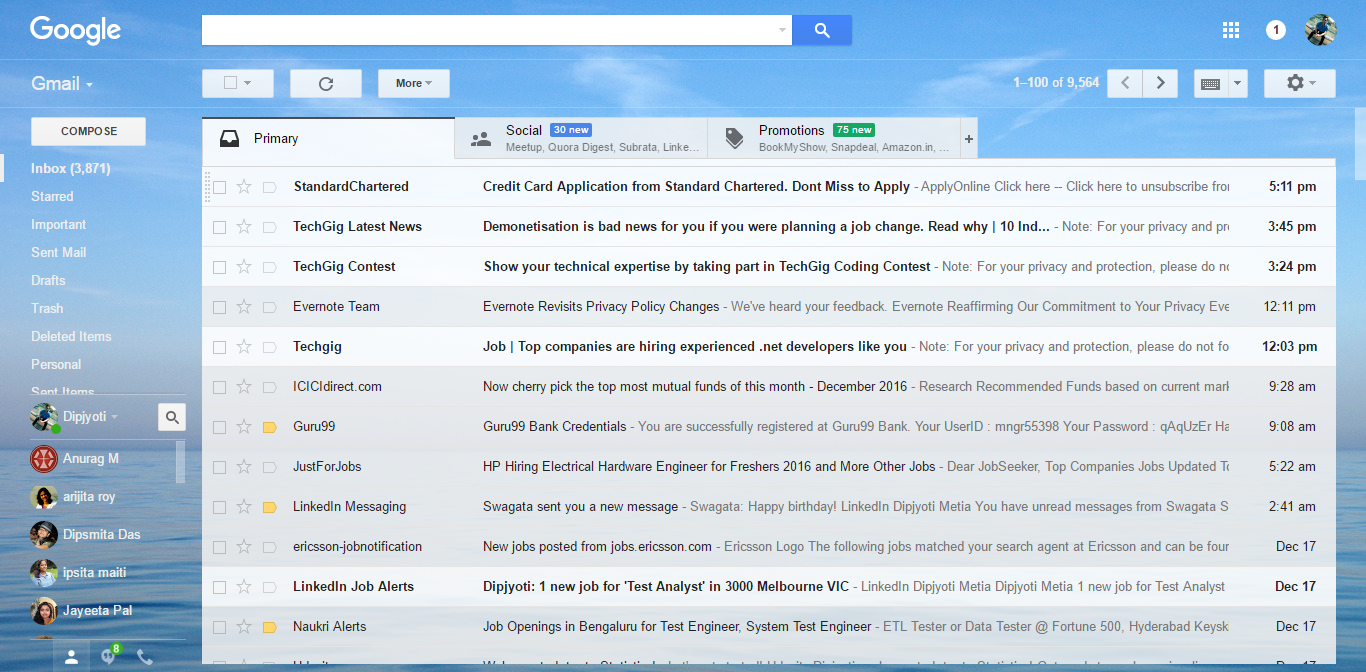 Google
1
Gmail
More
1–100 of 9,564
COMPOSE
Inbox (3,871)
Starred
Important
Sent Mail
Drafts
Trash
Deleted Items
Personal
Sent Items
Dipjyoti
Anurag M
arijita roy
Dipsmita Das
ipsita maiti
Jayeeta Pal
8
Primary
Social 30 new
Meetup, Quora Digest, Subrata, Linke…
Promotions 75 new
BookMyShow, Snapdeal, Amazon.in, …
+
StandardChartered Credit Card Application from Standard Chartered. Dont Miss to Apply - ApplyOnline Click here -- Click here to unsubscribe fro 5:11 pm
TechGig Latest News Demonetisation is bad news for you if you were planning a job change. Read why | 10 Ind... - Note: For your privacy and pr 3:45 pm
TechGig Contest Show your technical expertise by taking part in TechGig Coding Contest - Note: For your privacy and protection, please do no 3:24 pm
Evernote Team Evernote Revisits Privacy Policy Changes - We've heard your feedback. Evernote Reaffirming Our Commitment to Your Privacy Eve 12:11 pm
Techgig Job | Top companies are hiring experienced .net developers like you - Note: For your privacy and protection, please do not fo 12:03 pm
ICICIdirect.com Now cherry pick the top most mutual funds of this month - December 2016 - Research Recommended Funds based on current mark 9:28 am
Guru99 Guru99 Bank Credentials - You are successfully registered at Guru99 Bank. Your UserID : mngr55398 Your Password : qAqUzEr Ha 9:08 am
JustForJobs HP Hiring Electrical Hardware Engineer for Freshers 2016 and More Other Jobs - Dear JobSeeker, Top Companies Jobs Updated To 5:22 am
LinkedIn Messaging Swagata sent you a new message - Swagata: Happy birthday! LinkedIn Dipjyoti Metia You have unread messages from Swagata S 2:41 am
ericsson-jobnotification New jobs posted from jobs.ericsson.com - Ericsson Logo The following jobs matched your search agent at Ericsson and can be four Dec 17
LinkedIn Job Alerts Dipjyoti: 1 new job for 'Test Analyst' in 3000 Melbourne VIC - LinkedIn Dipjyoti Metia Dipjyoti Metia 1 new job for Test Analyst Dec 17
Naukri Alerts Job Openings in Bengaluru for Test Engineer, System Test Engineer - ETL Tester or Data Tester @ Fortune 500, Hyderabad Keysk Dec 17